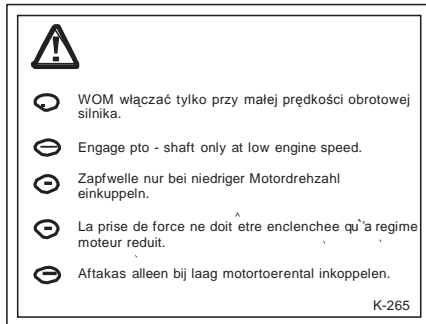 WOM włączać tylko przy małej prędkości obrotowej
silnika.
Engage pto - shaft only at low engine speed.
Zapfwelle nur bei niedriger Motordrehzahl
einkuppeln.
La prise de force ne doit etre enclenchee qu`a regime
moteur reduit.
Aftakas alleen bij laag motortoerental inkoppelen.
K-265